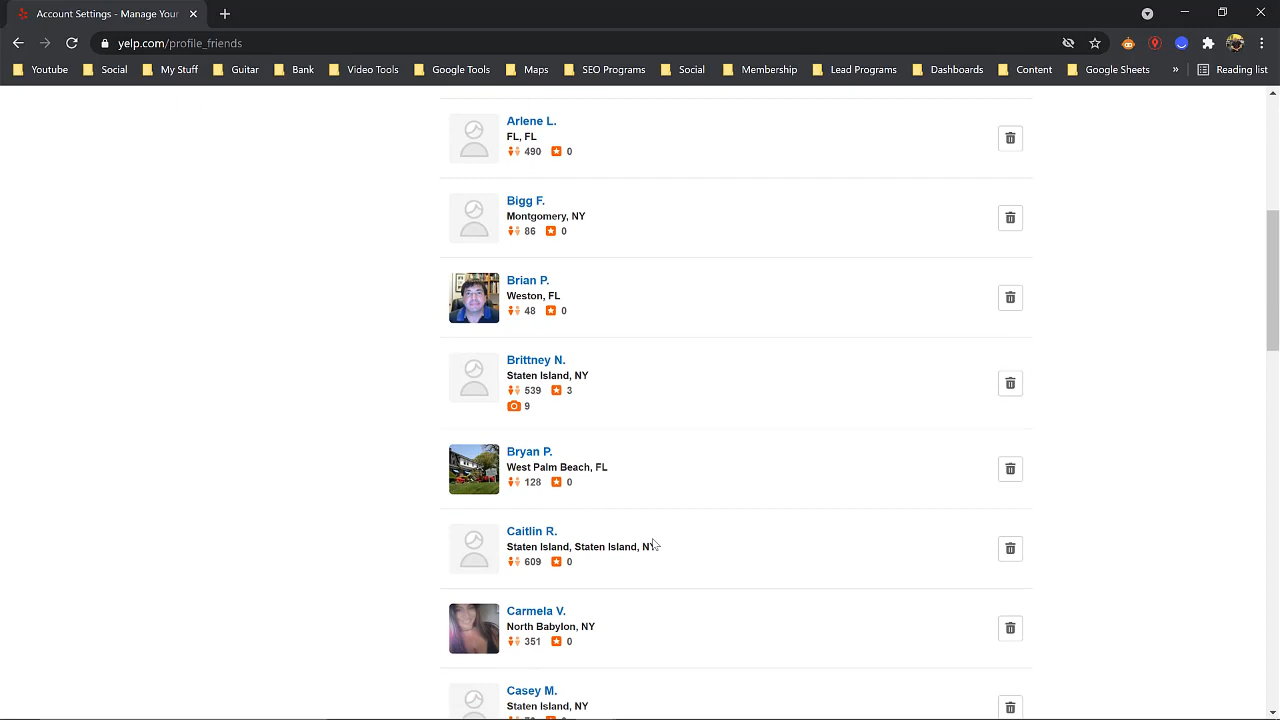 Account Settings - Manage Your
yelp.com/profile_friends
Youtube Social My Stuff Guitar Bank Video Tools Google Tools Maps SEO Programs Social Membership Lead Programs Dashboards Content Google Sheets » Reading list
Arlene L.
FL, FL
490 0
Bigg F.
Montgomery, NY
86 0
Brian P.
Weston, FL
48 0
Brittney N.
Staten Island, NY
539 3
9
Bryan P.
West Palm Beach, FL
128 0
Caitlin R.
Staten Island, Staten Island, NY
609 0
Carmela V.
North Babylon, NY
351 0
Casey M.
Staten Island, NY